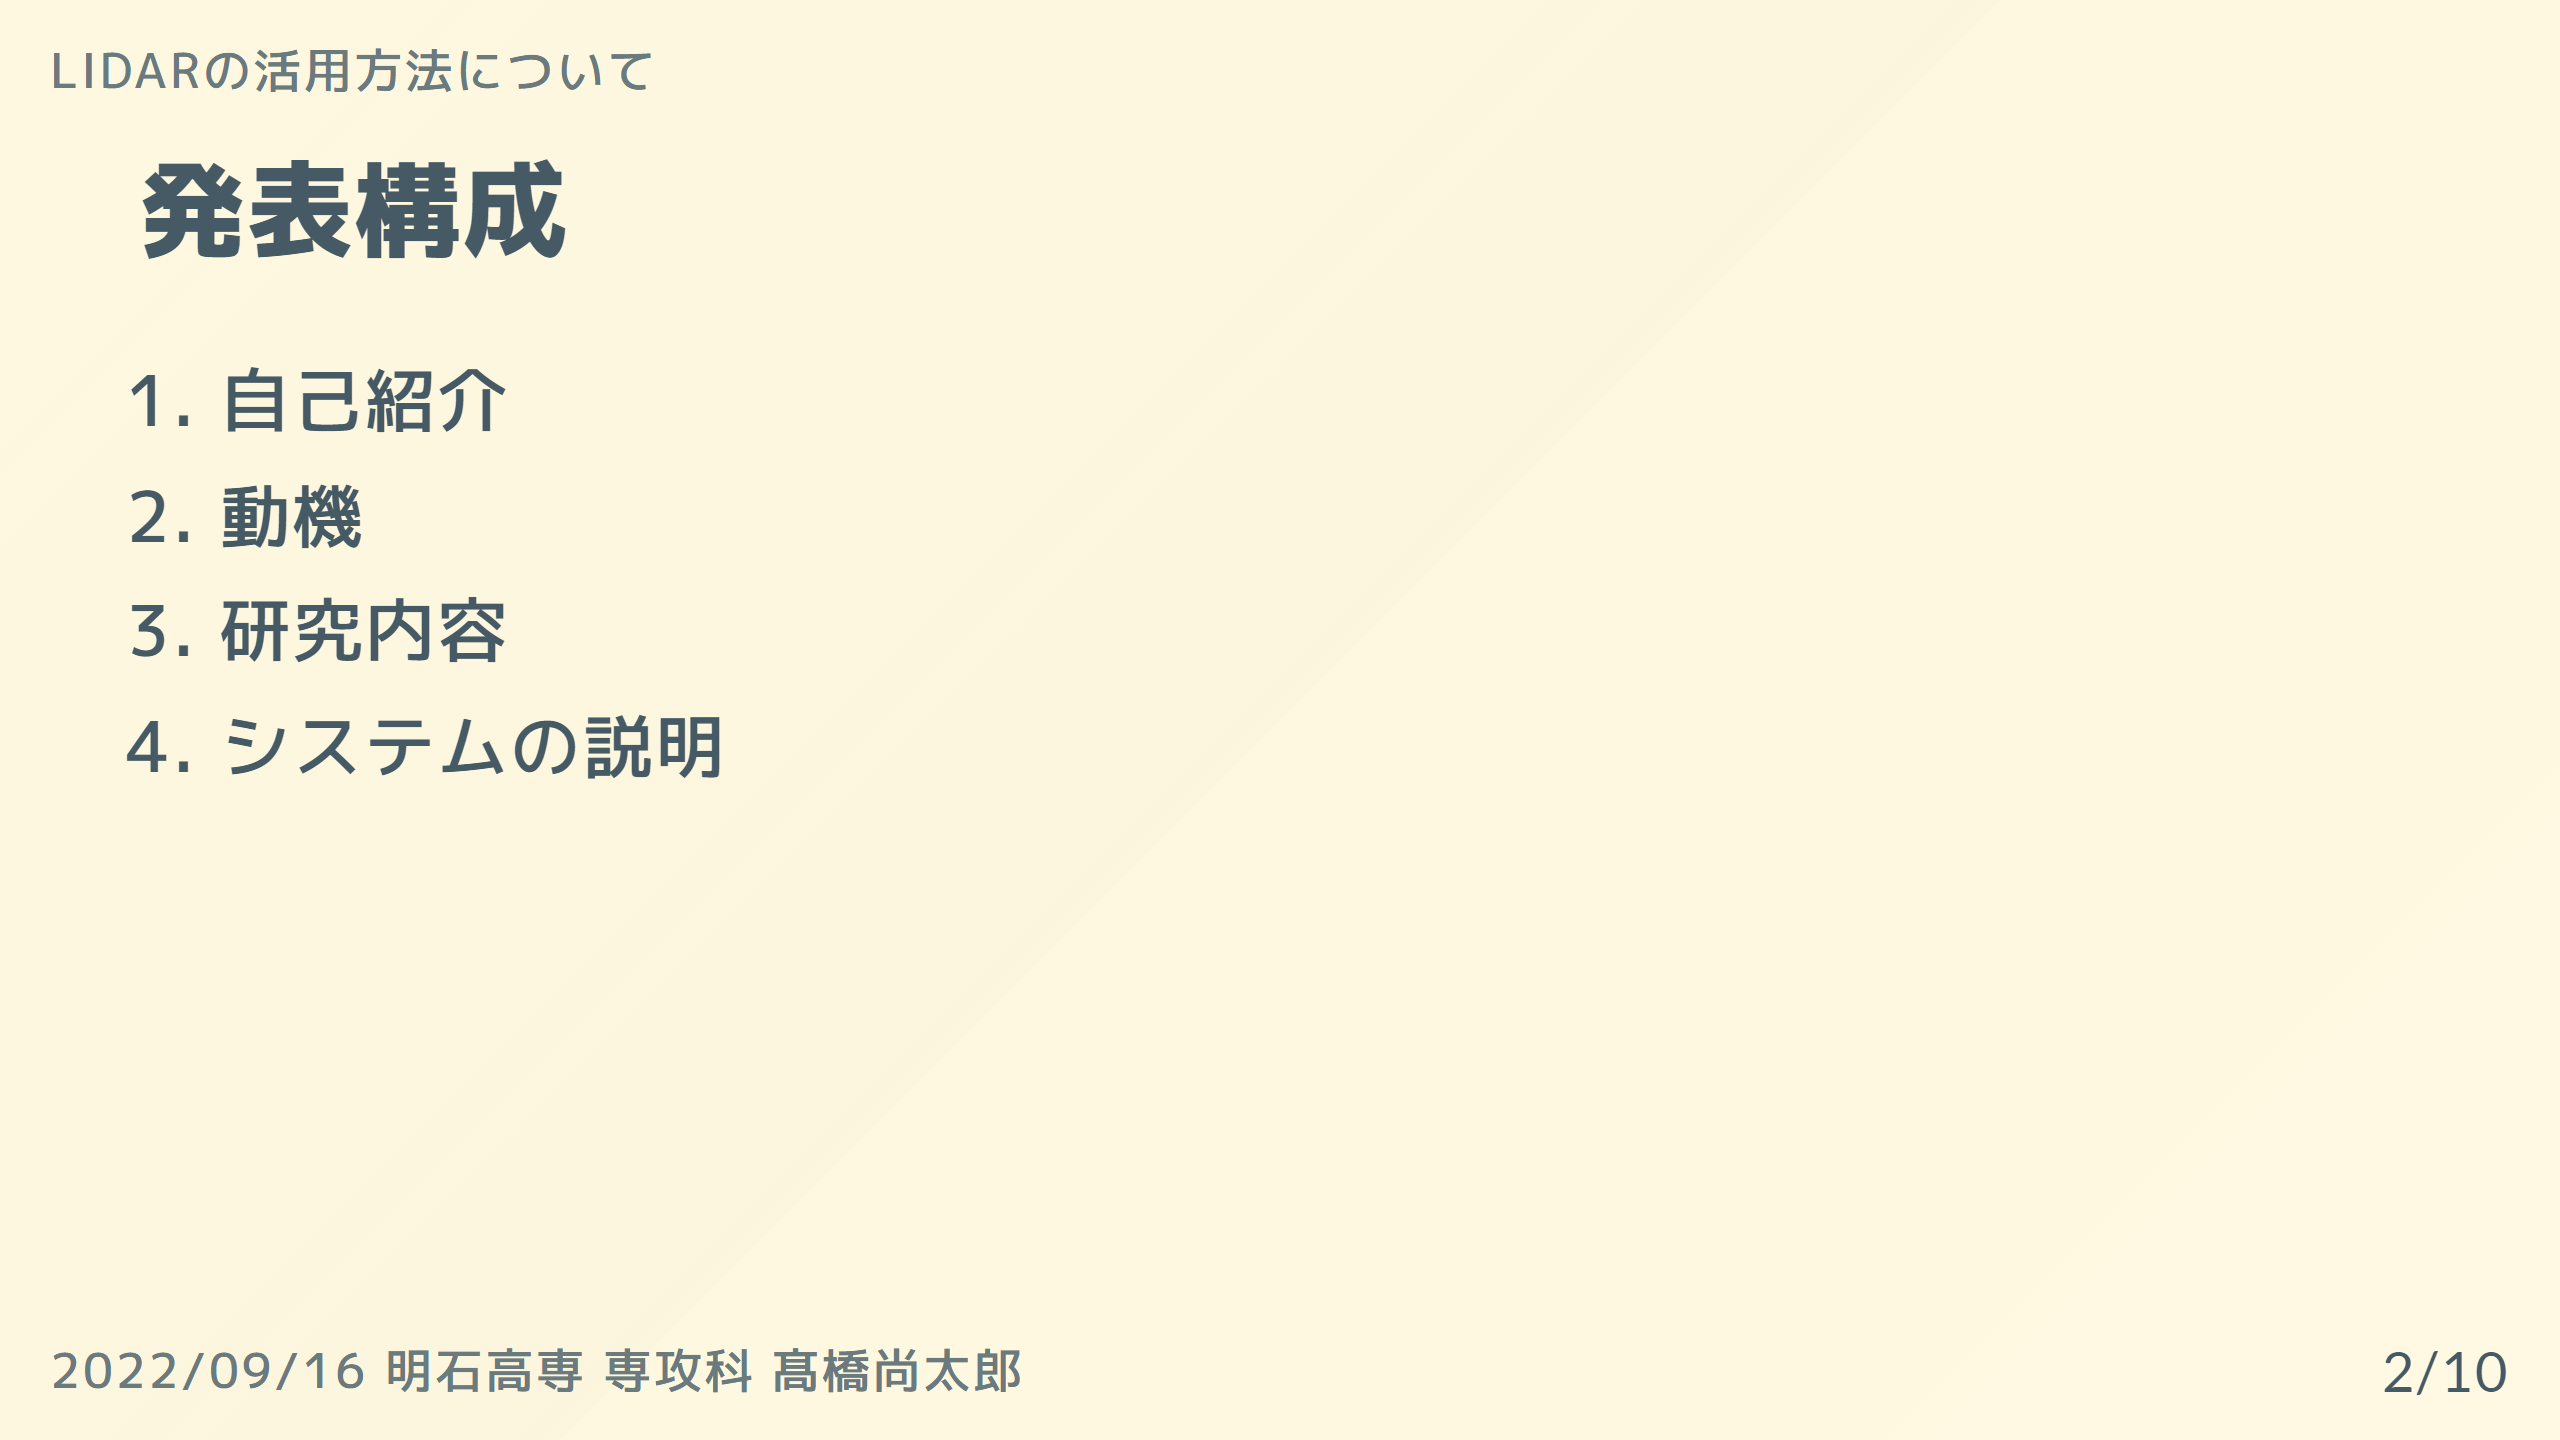 LIDARの活用方法について
発表構成
1. 自己紹介
2. 動機
3. 研究内容
4. システムの説明
2022/09/16 明石高専 専攻科 髙橋尚太郎
2/10